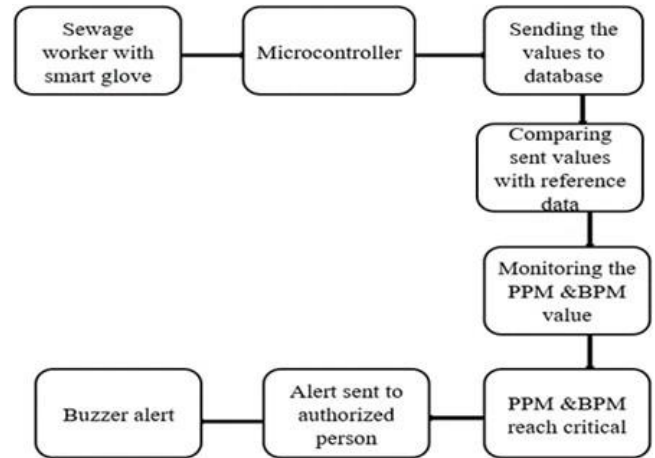 Sewage
worker with
smart glove
Microcontroller
Sending the
values to
database
Comparing
sent values
with reference
data
Monitoring the
PPM &BPM
value
PPM &BPM
reach critical
Alert sent to
authorized
person
Buzzer alert